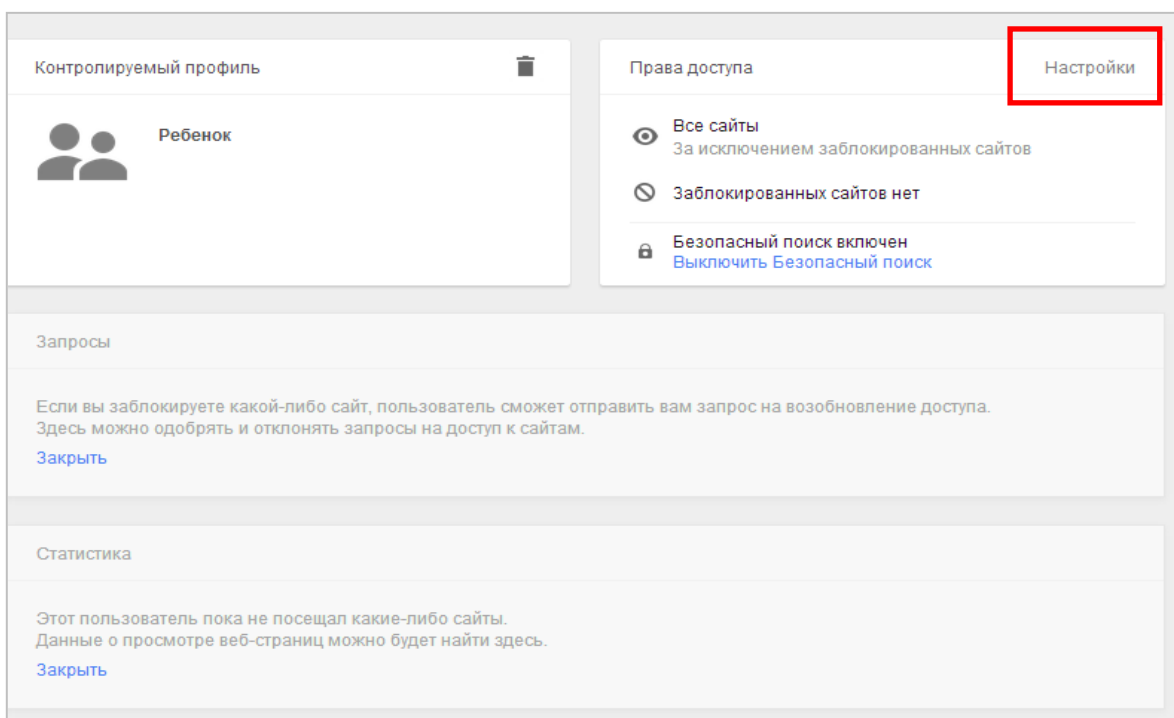 Контролируемый профиль
Ребенок
Права доступа
Настройки
Все сайты
За исключением заблокированных сайтов
Заблокированных сайтов нет
Безопасный поиск включен
Выключить Безопасный поиск
Запросы
Если вы заблокируете какой-либо сайт, пользователь сможет отправить вам запрос на возобновление доступа.
Здесь можно одобрять и отклонять запросы на доступ к сайтам.
Закрыть
Статистика
Этот пользователь пока не посещал какие-либо сайты.
Данные о просмотре веб-страниц можно будет найти здесь.
Закрыть